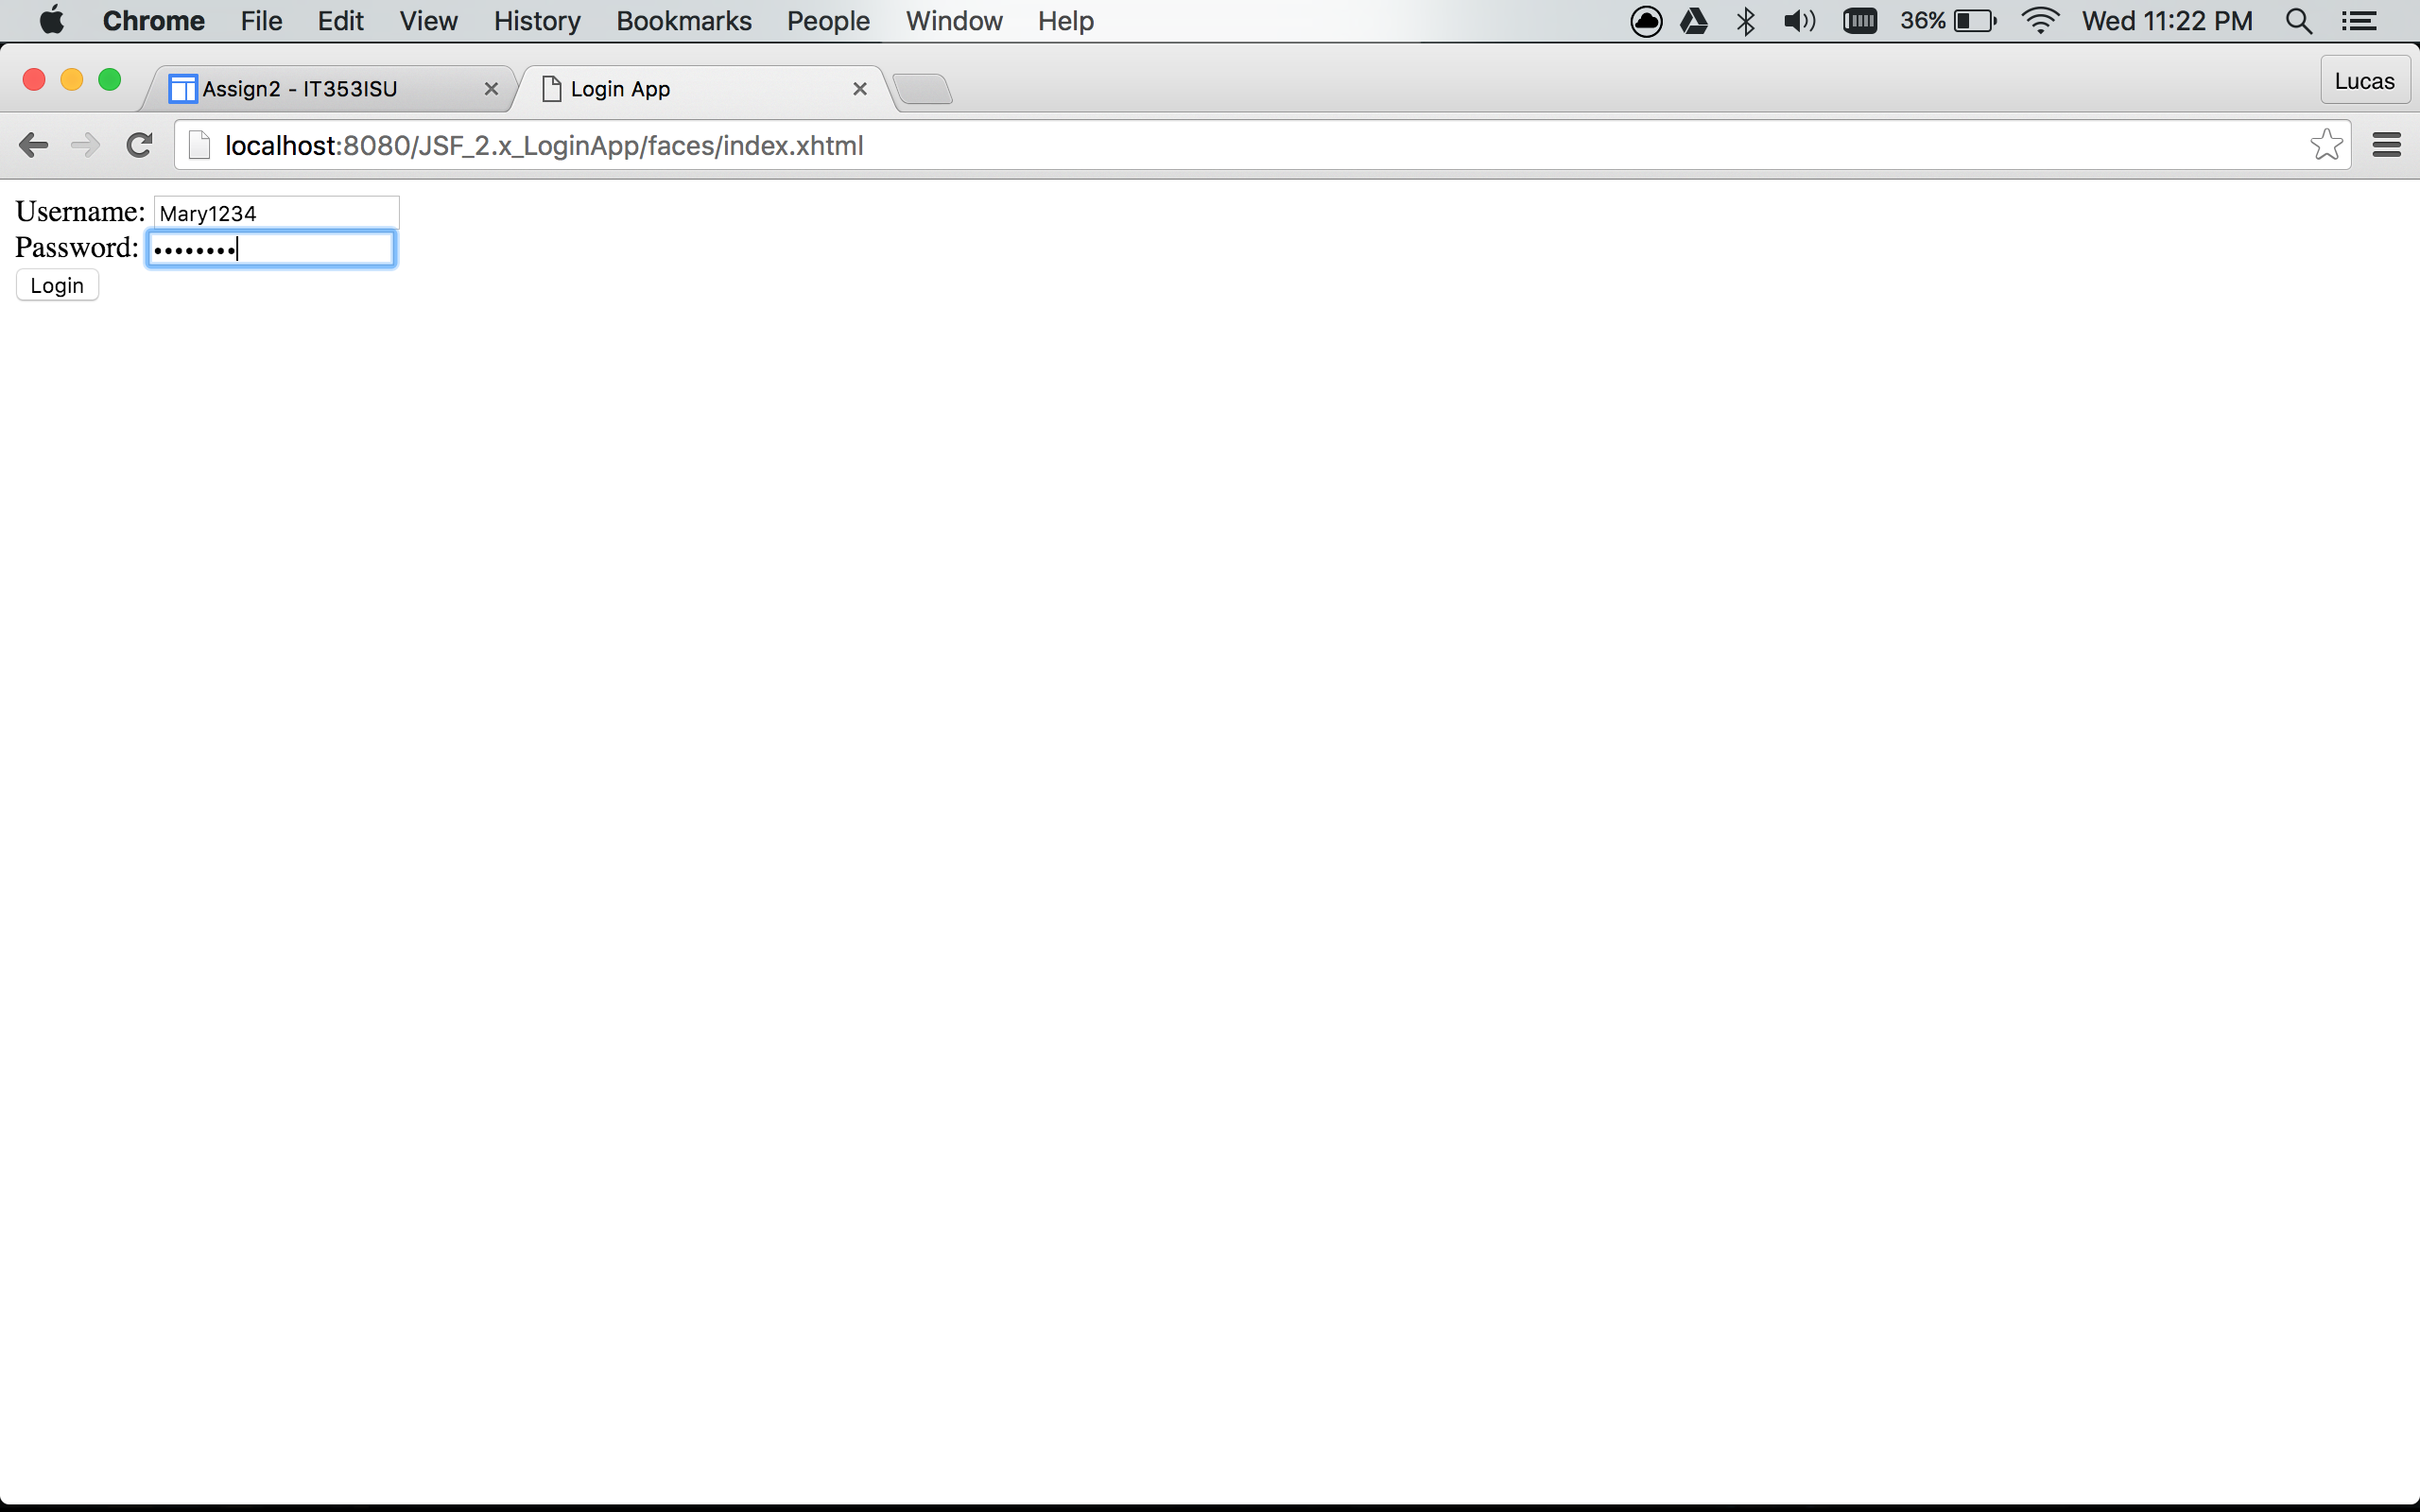 Chrome File Edit View History Bookmarks People Window Help 36% Wed 11:22 PM
Assign2 - IT353ISU Login App Lucas
localhost:8080/JSF_2.x_LoginApp/faces/index.xhtml
Username: Mary1234
Password: ••••••••
Login